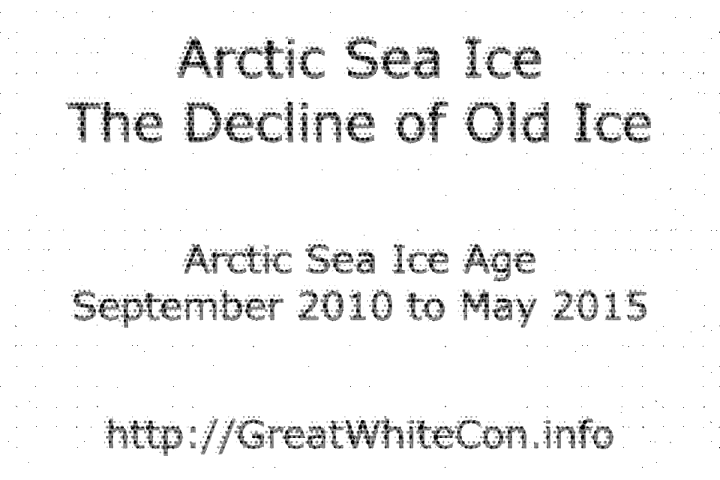 Arctic Sea Ice
The Decline of Old Ice
Arctic Sea Ice Age
September 2010 to May 2015
http://GreatWhiteCon.info